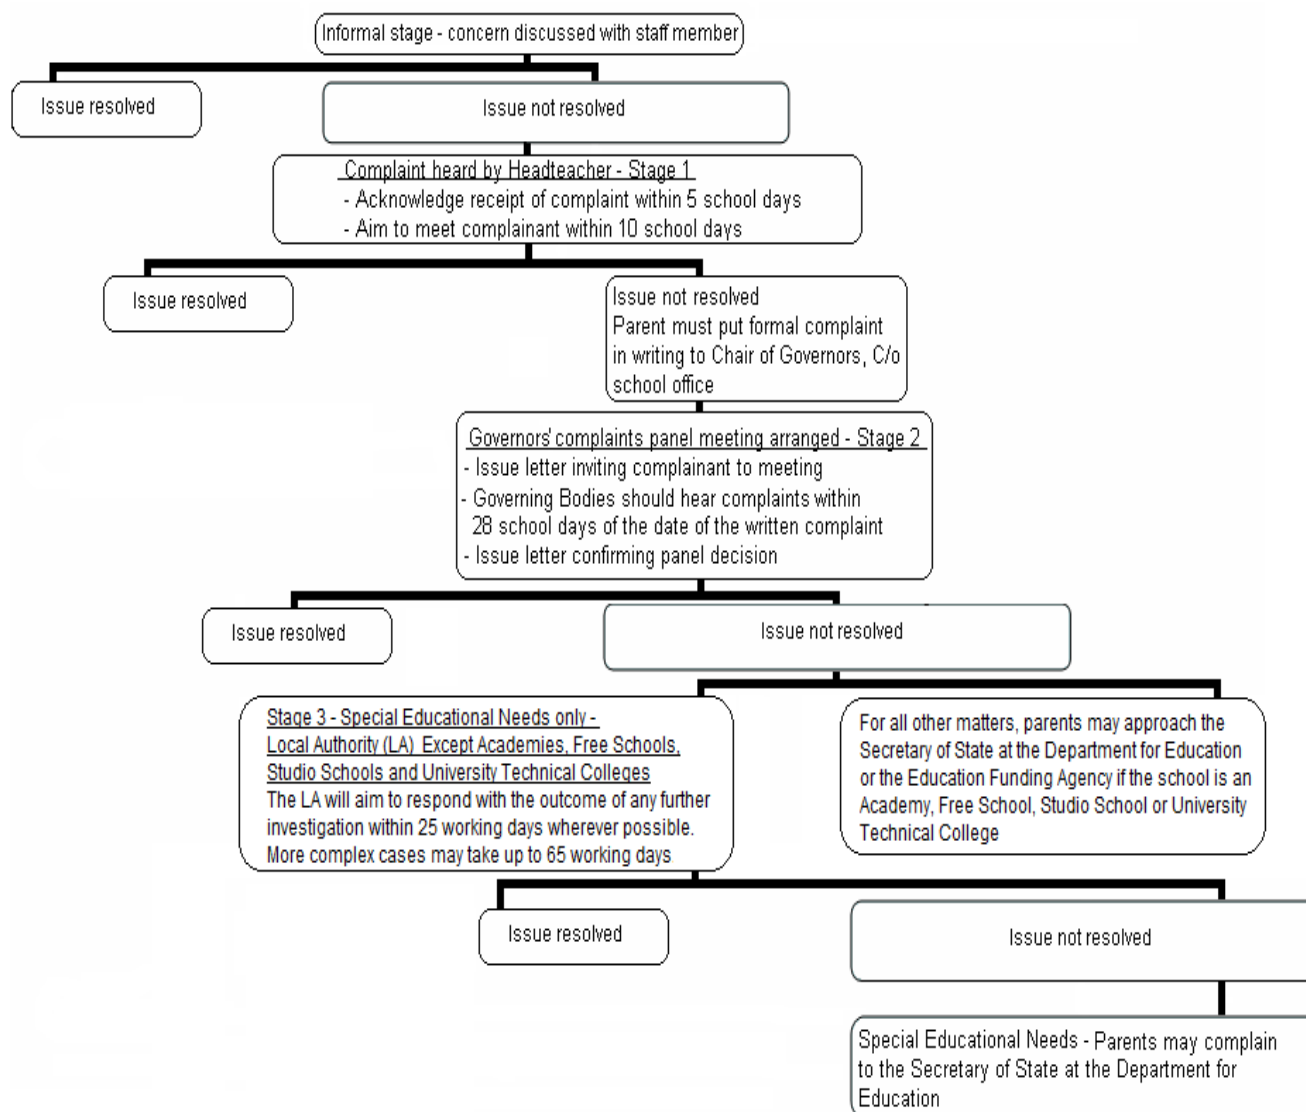 Informal stage - concern discussed with staff member
Issue resolved
Issue not resolved
Complaint heard by Headteacher - Stage 1
- Acknowledge receipt of complaint within 5 school days
- Aim to meet complainant within 10 school days
Issue resolved
Issue not resolved
Parent must put formal complaint
in writing to Chair of Governors, C/o
school office
Governors' complaints panel meeting arranged - Stage 2
- Issue letter inviting complainant to meeting
- Governing Bodies should hear complaints within
28 school days of the date of the written complaint
- Issue letter confirming panel decision
Issue resolved
Issue not resolved
Stage 3 - Special Educational Needs only -
Local Authority (LA) Except Academies, Free Schools,
Studio Schools and University Technical Colleges
The LA will aim to respond with the outcome of any further
investigation within 25 working days wherever possible.
More complex cases may take up to 65 working days
For all other matters, parents may approach the
Secretary of State at the Department for Education
or the Education Funding Agency if the school is an
Academy, Free School, Studio School or University
Technical College
Issue resolved
Issue not resolved
Special Educational Needs - Parents may complain
to the Secretary of State at the Department for
Education